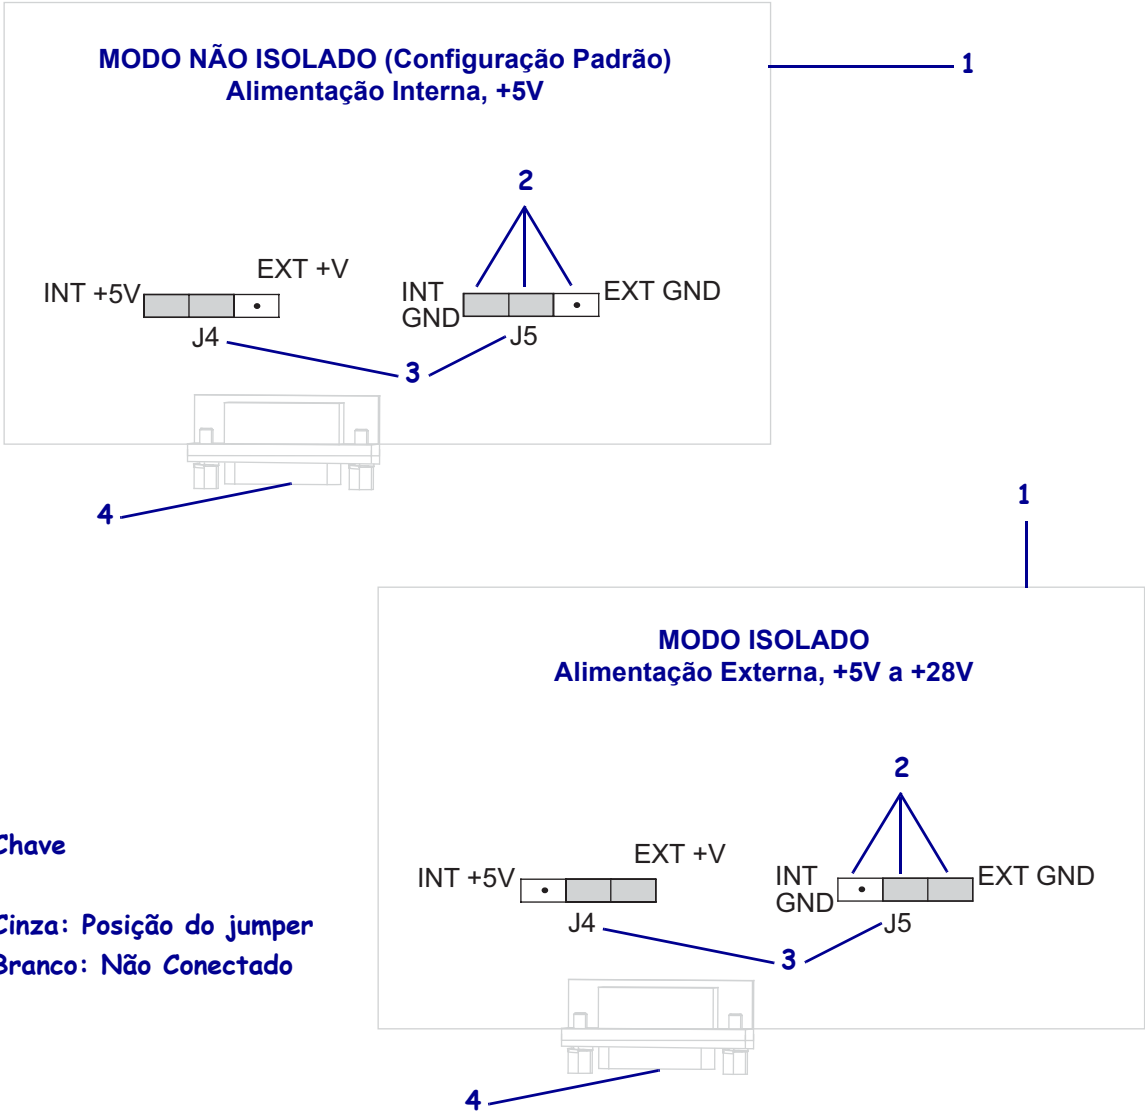 MODO NÃO ISOLADO (Configuração Padrão)
Alimentação Interna, +5V
1
2
INT +5V
EXT +V
INT
GND
EXT GND
J4
J5
3
4
1
MODO ISOLADO
Alimentação Externa, +5V a +28V
2
Chave
INT +5V
EXT +V
INT
GND
EXT GND
Cinza: Posição do jumper
J4
J5
Branco: Não Conectado
3
4